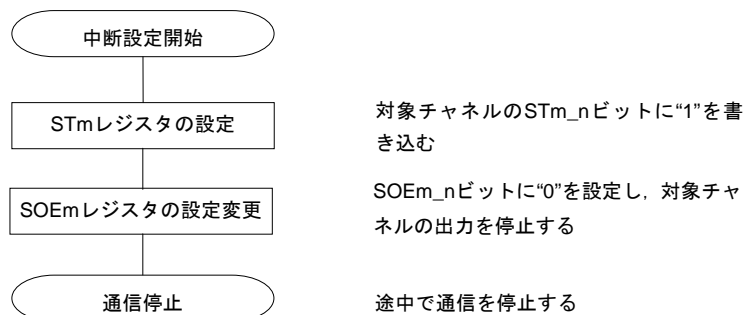 中断設定開始
STmレジスタの設定
対象チャネルのSTm_nビットに“1”を書
き込む
SOEmレジスタの設定変更
SOEm_nビットに“0”を設定し，対象チャ
ネルの出力を停止する
通信停止
途中で通信を停止する